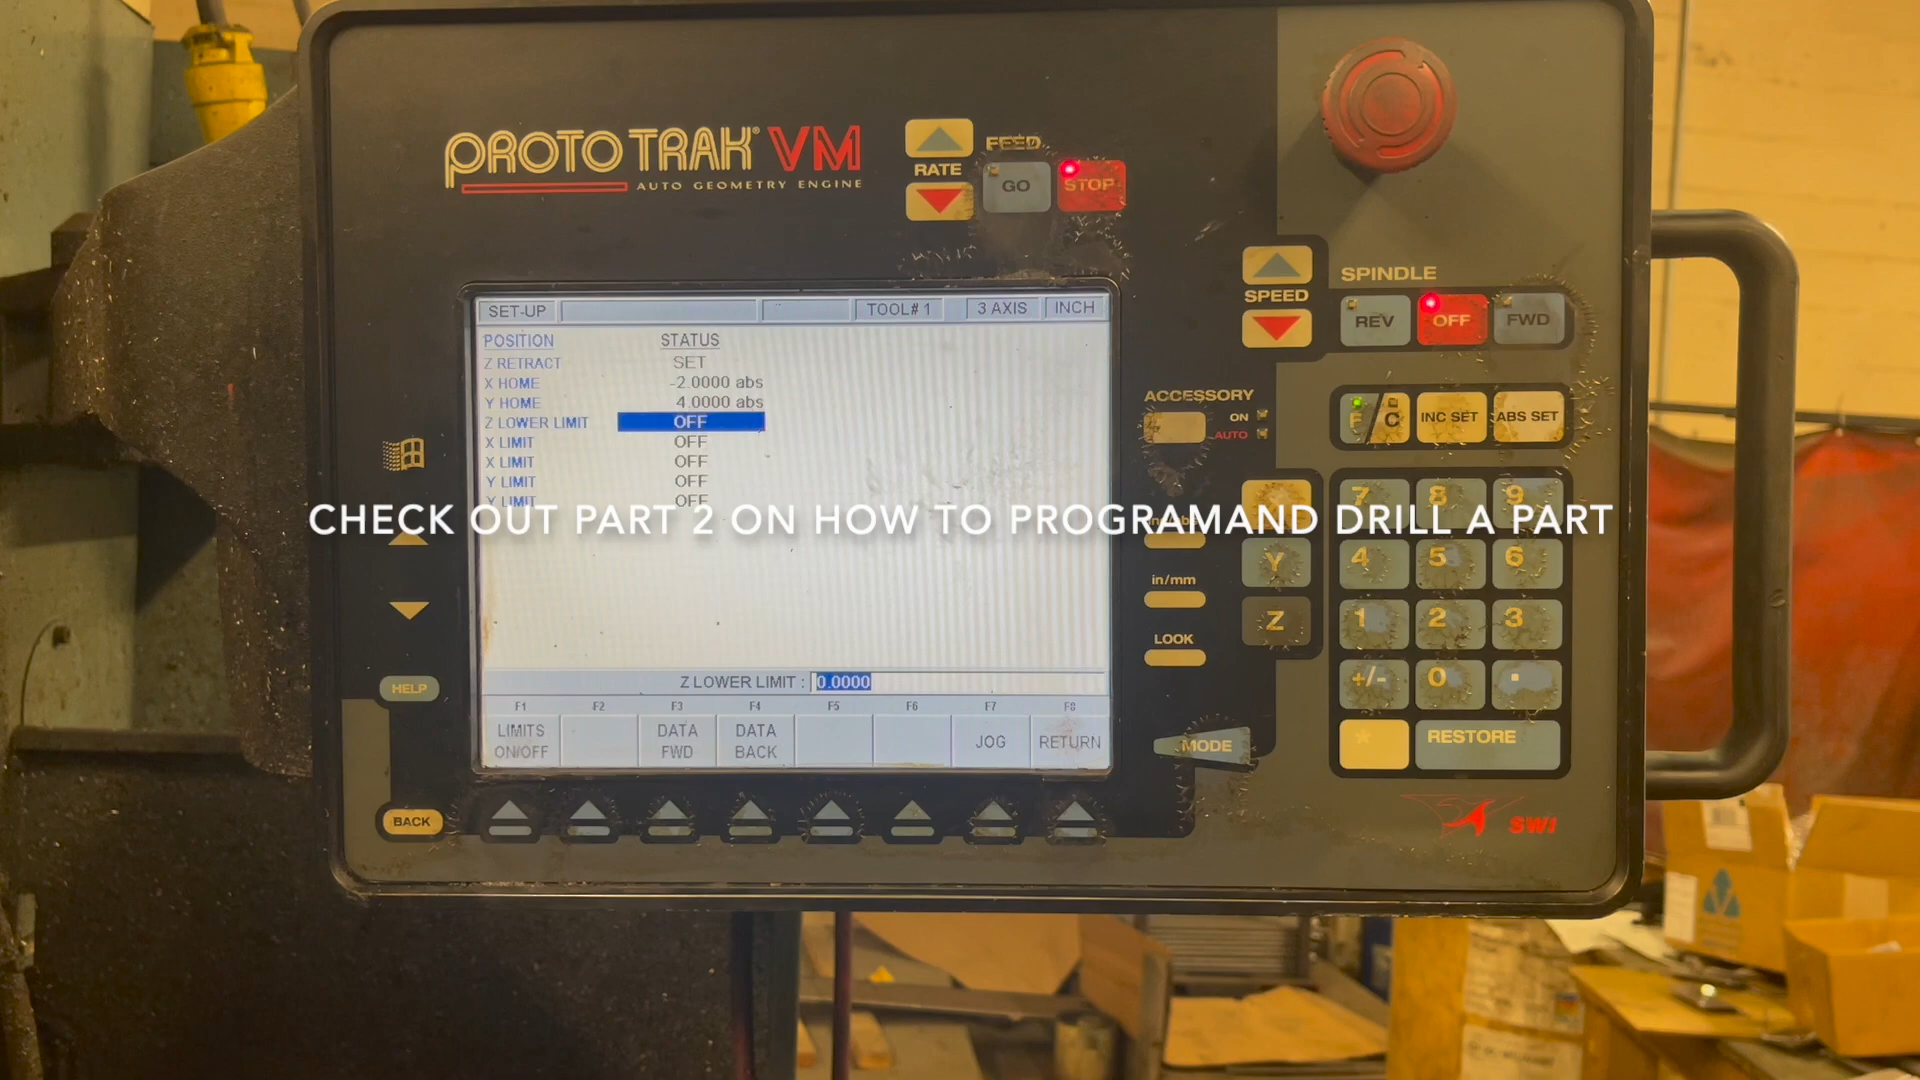 PROTO TRAK® VM
AUTO GEOMETRY ENGINE
RATE
FEED
GO
STOP
SPEED
SPINDLE
REV
OFF
FWD
SET-UP
TOOL# 1
3 AXIS
INCH
POSITION STATUS
Z RETRACT SET
X HOME -2.0000 abs
Y HOME 4.0000 abs
Z LOWER LIMIT OFF
X LIMIT OFF
X LIMIT OFF
Y LIMIT OFF
Y LIMIT OFF
ACCESSORY
ON
AUTO
F/C
INC SET
ABS SET
CHECK OUT PART 2 ON HOW TO PROGRAMAND DRILL A PART
7 8 9
Y
4 5 6
in/mm
Z
1 2 3
LOOK
+/- 0 .
HELP
Z LOWER LIMIT : 0.0000
F1 F2 F3 F4 F5 F6 F7 F8
LIMITS ON/OFF
DATA FWD
DATA BACK
JOG
RETURN
MODE
* RESTORE
BACK
SWI